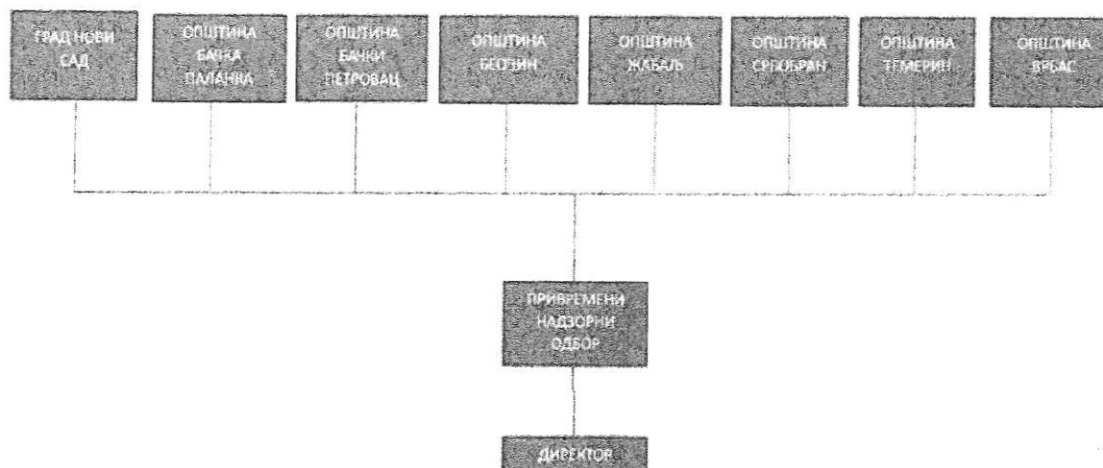 ГРАД НОВИ
САД
ОПШТИНА
БАЧКА
ПАЛАНКА
ОПШТИНА
БАЧКИ
ПЕТРОВАЦ
ОПШТИНА
БЕОЧИН
ОПШТИНА
ЖАБАЉ
ОПШТИНА
СРБОБРАН
ОПШТИНА
ТЕМЕРИН
ОПШТИНА
ВРБАС
ПРИВРЕМЕНИ
НАДЗОРНИ
ОДБОР
ДИРЕКТОР